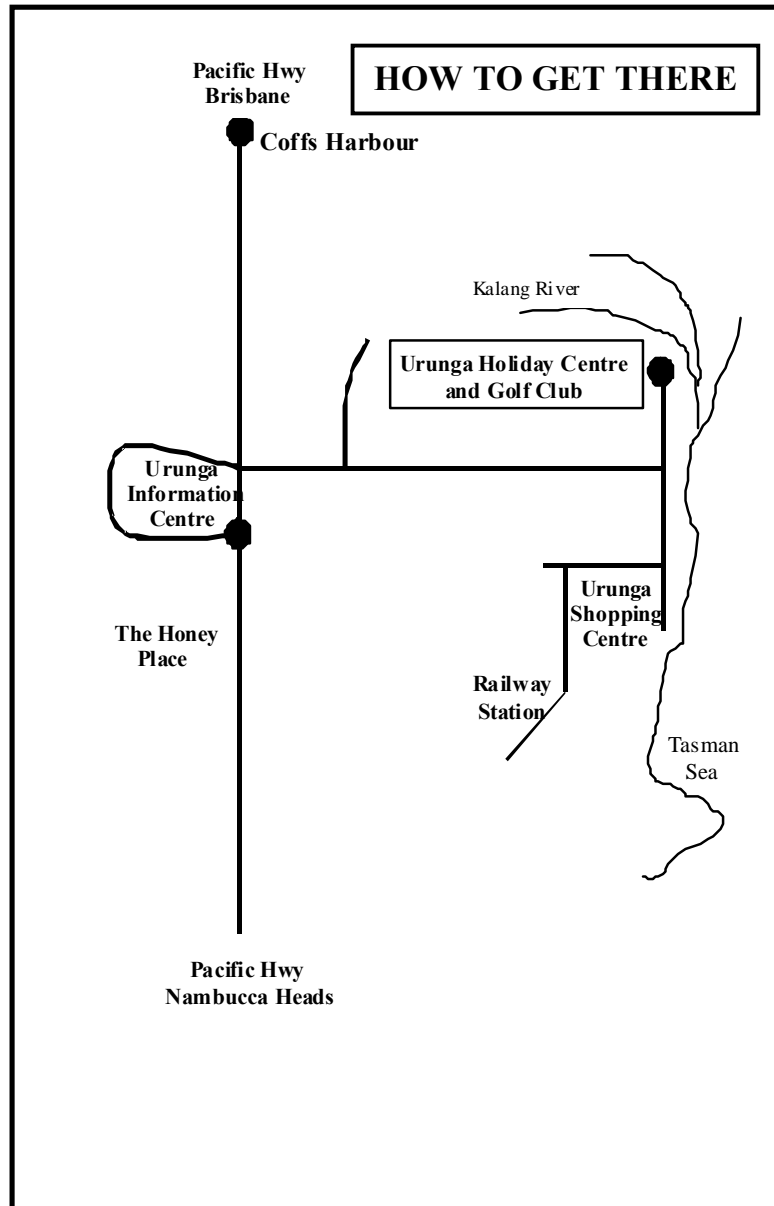 HOW TO GET THERE
Pacific Hwy
Brisbane
Coffs Harbour
Kalang River
Urunga Holiday Centre
and Golf Club
Urunga
Information
Centre
Urunga
Shopping
Centre
The Honey
Place
Railway
Station
Tasman
Sea
Pacific Hwy
Nambucca Heads